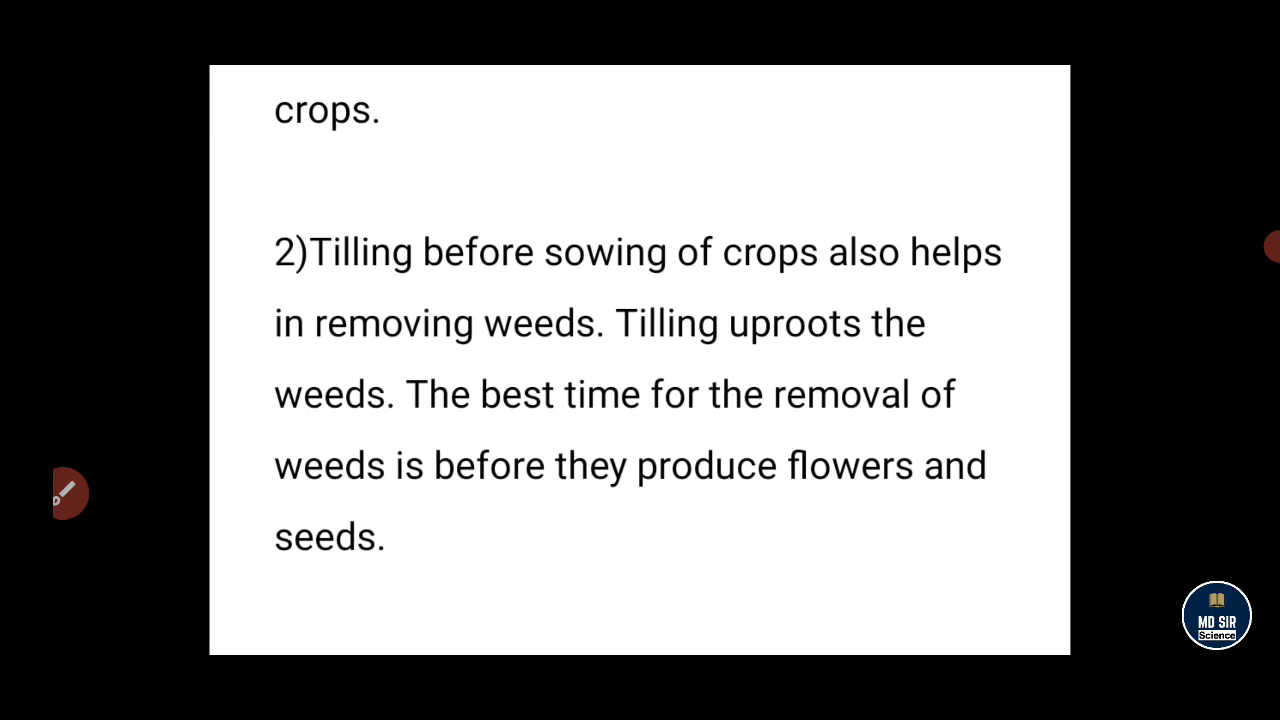 crops.
2)Tilling before sowing of crops also helps
in removing weeds. Tilling uproots the
weeds. The best time for the removal of
weeds is before they produce flowers and
seeds.
MD SIR
Science